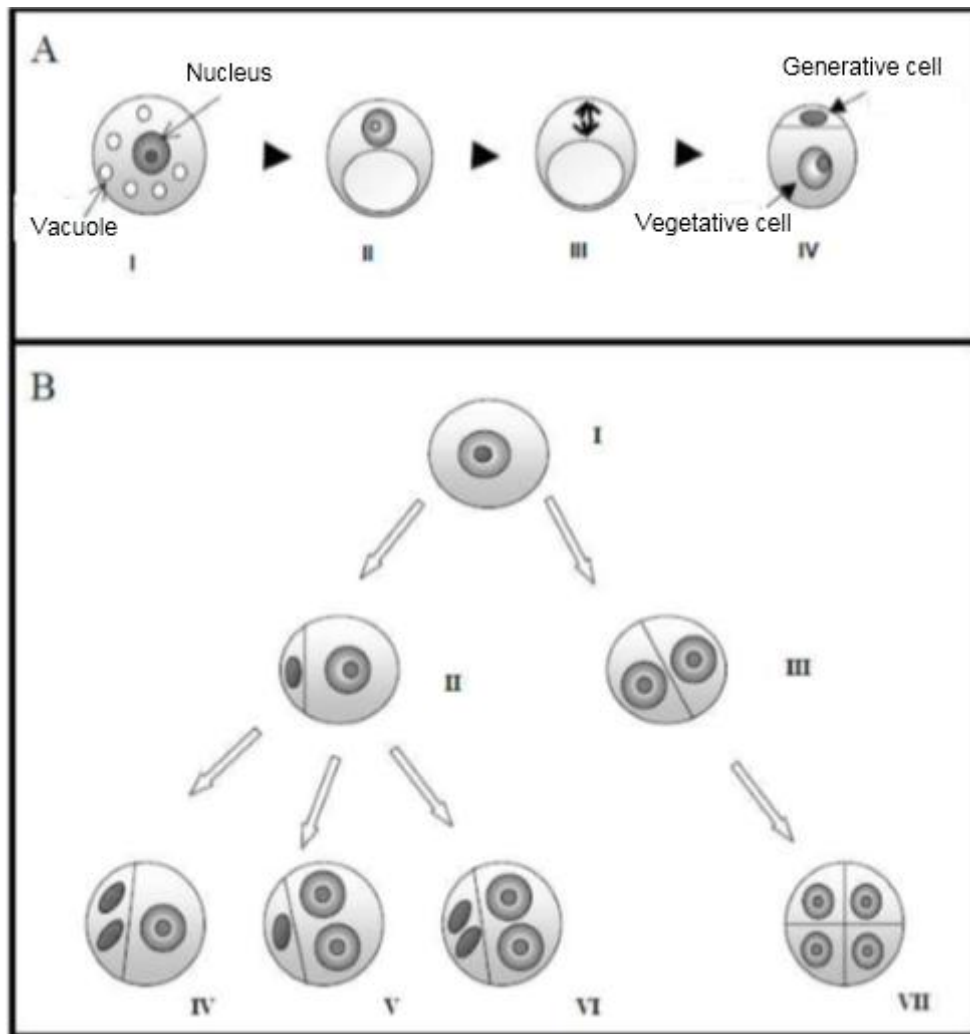 A
Nucleus
Generative cell
Vacuole
Vegetative cell
I
II
III
IV
B
I
II
III
IV
V
VI
VII